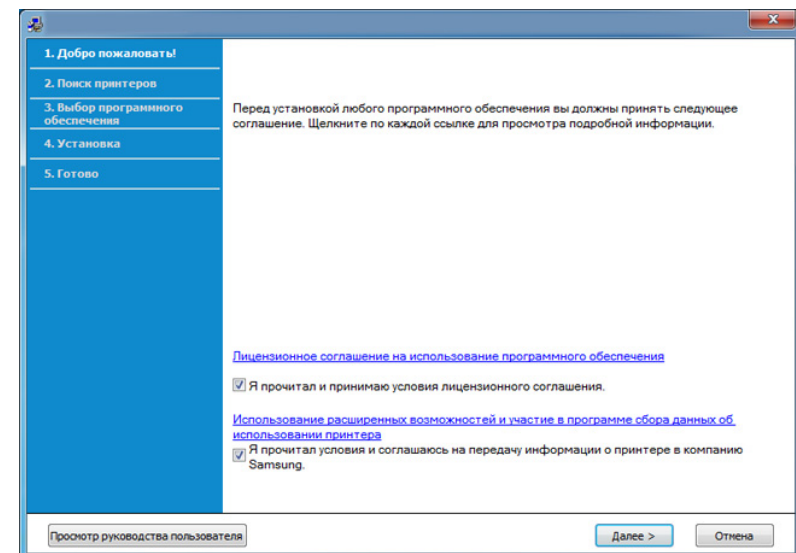 1. Добро пожаловать!
2. Поиск принтеров
3. Выбор программного
обеспечения
4. Установка
5. Готово
Перед установкой любого программного обеспечения вы должны принять следующее
соглашение. Щелкните по каждой ссылке для просмотра подробной информации.
Лицензионное соглашение на использование программного обеспечения
Я прочитал и принимаю условия лицензионного соглашения.
Использование расширенных возможностей и участие в программе сбора данных об
использовании принтера
Я прочитал условия и соглашаюсь на передачу информации о принтере в компанию
Samsung.
Просмотр руководства пользователя
Далее >
Отмена